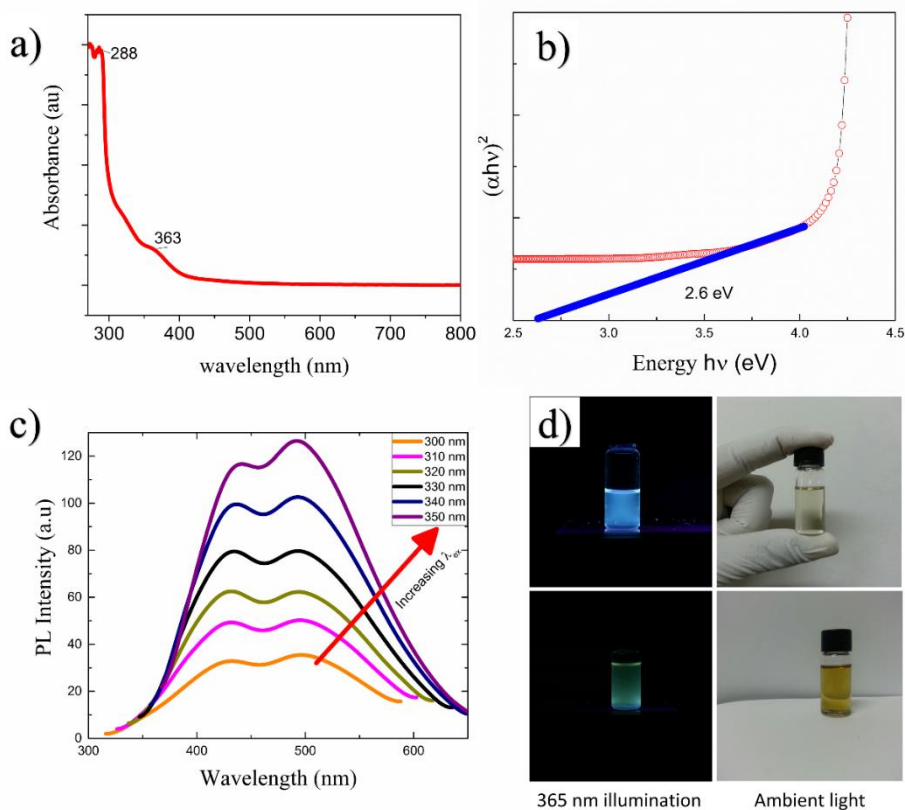 a)
288
363
Absorbance (au)
300 400 500 600 700 800
wavelength (nm)
b)
(αhν)²
2.6 eV
2.5 3.0 3.5 4.0 4.5
Energy hν (eV)
c)
120
100
80
60
40
20
0
300 nm
310 nm
320 nm
330 nm
340 nm
350 nm
Increasing λex
PL Intensity (a.u)
300 400 500 600
Wavelength (nm)
d)
365 nm illumination
Ambient light